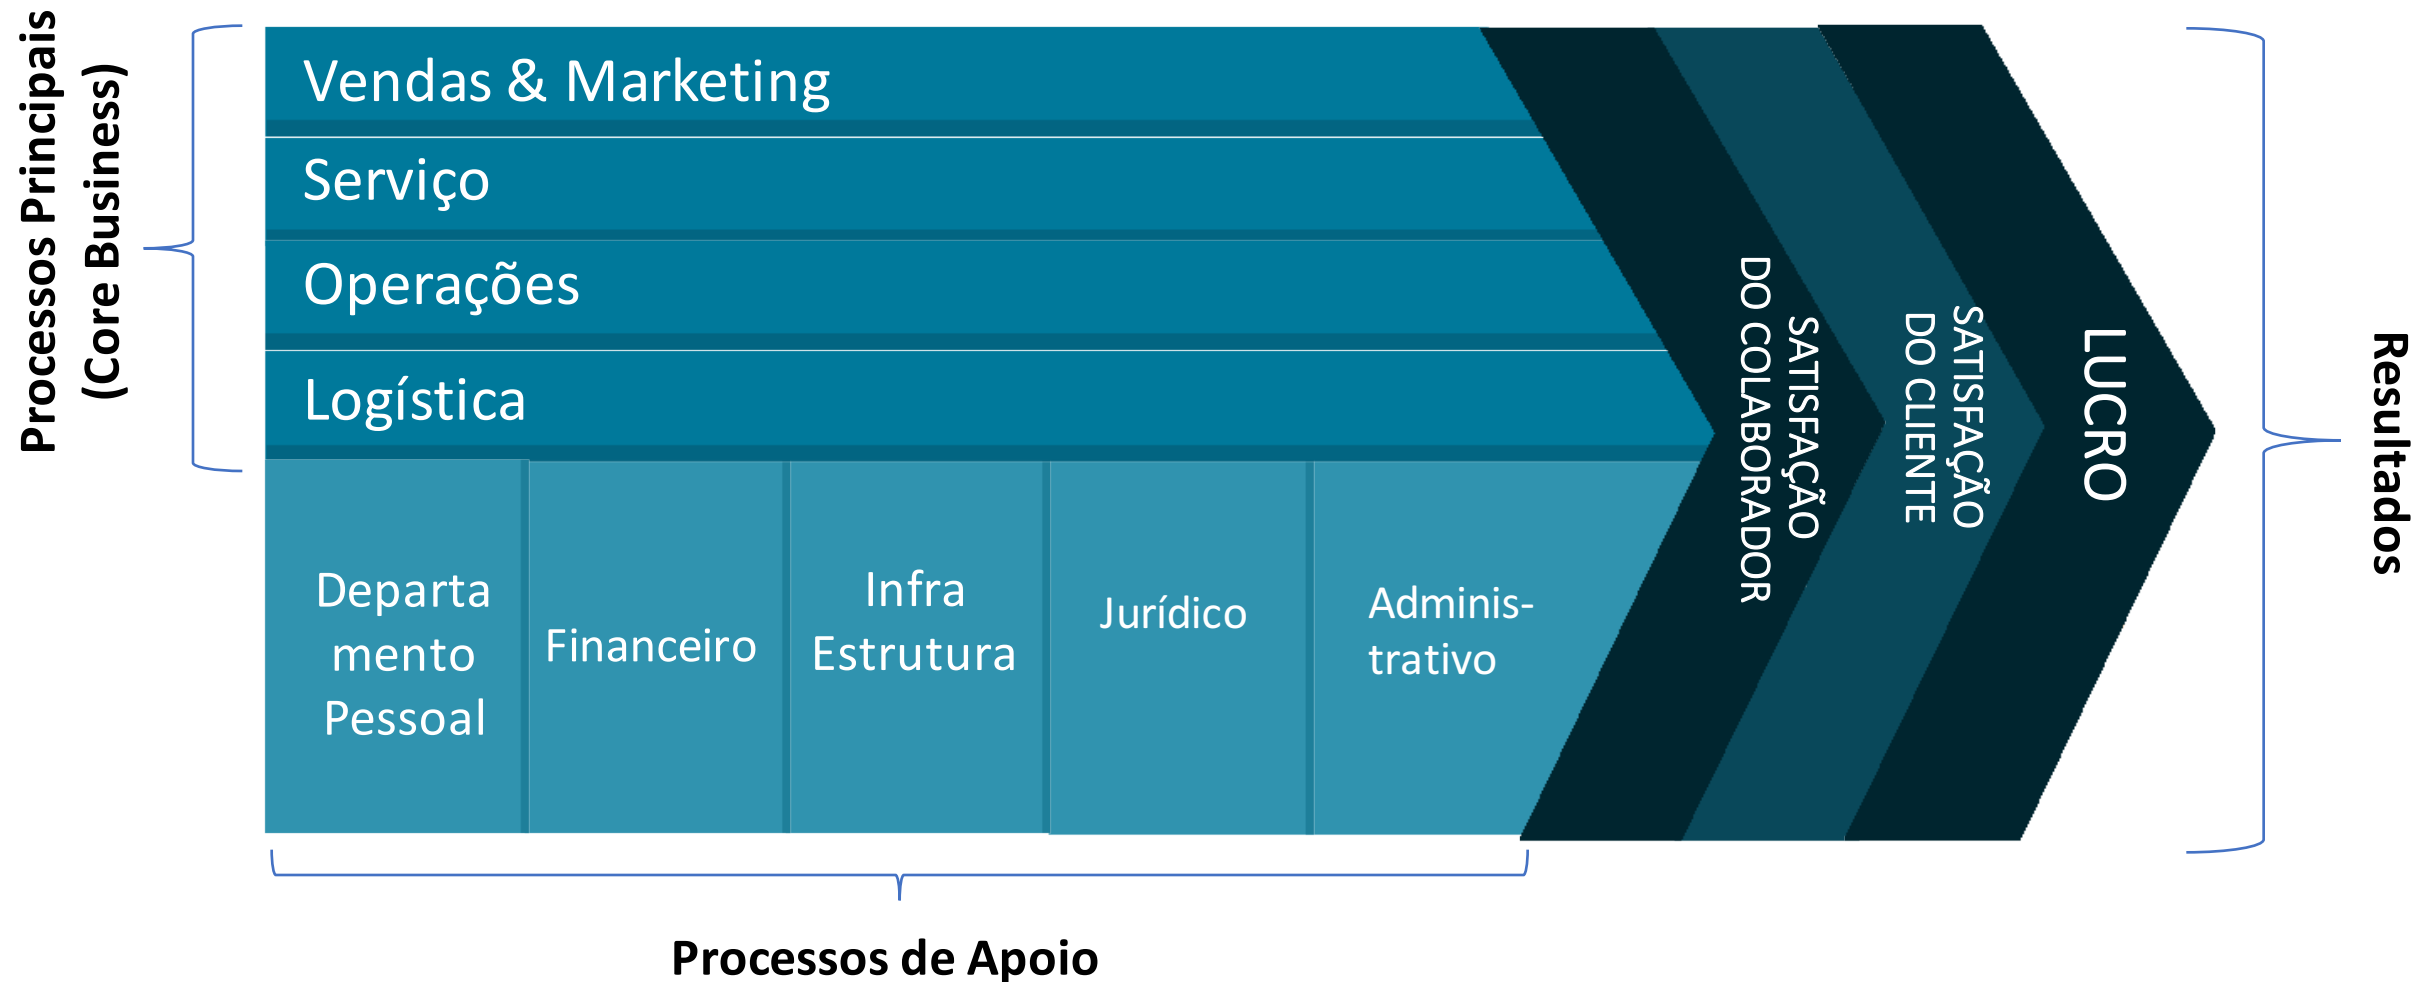 Processos Principais
(Core Business)
Vendas & Marketing
Serviço
Operações
Logística
Departa
mento
Pessoal
Financeiro
Infra
Estrutura
Jurídico
Adminis-
trativo
SATISFAÇÃO
DO COLABORADOR
SATISFAÇÃO
DO CLIENTE
LUCRO
Resultados
Processos de Apoio